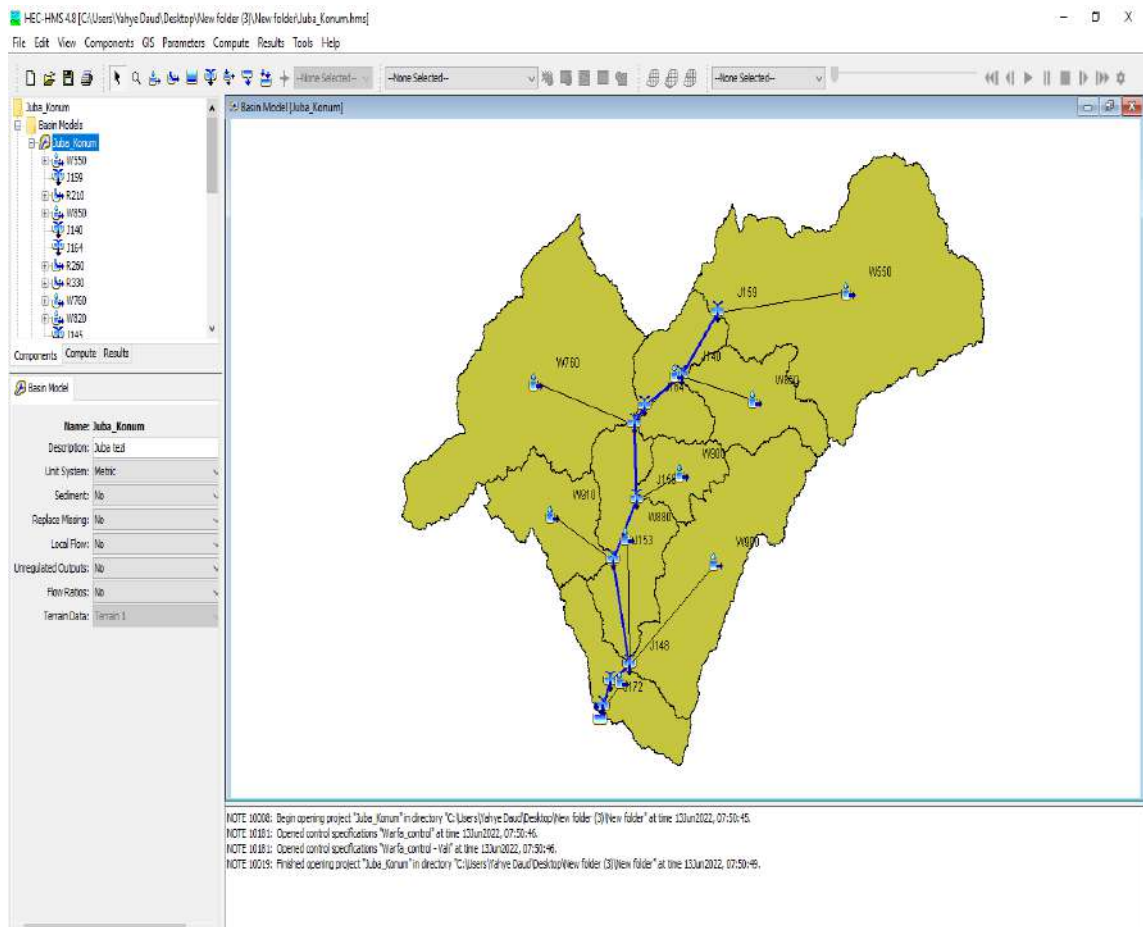 HEC-HMS 4.8 [C:\Users\Yahye Daud\Desktop\New folder (3)\New folder\Juba_Konum.hms]
File Edit View Components GIS Parameters Compute Results Tools Help
--None Selected-- --None Selected-- --None Selected--
Juba_Konum
Basin Models
Juba_Konum
W550
J159
R210
W850
J140
J164
R260
R330
W760
W820
J145
Components Compute Results
Basin Model
Name: Juba_Konum
Description: Juba tezi
Unit System: Metric
Sediment: No
Replace Missing: No
Local Flow: No
Unregulated Outputs: No
Flow Ratios: No
Terrain Data: Terrain 1
Basin Model [Juba_Konum]
W550
J159
W760
J140
W850
W800
J168
W910
W880
J153
W900
J148
J172
NOTE 10008: Begin opening project "Juba_Konum" in directory "C:\Users\Yahye Daud\Desktop\New folder (3)\New folder" at time 13Jun2022, 07:50:45.
NOTE 10181: Opened control specifications "Warfa_control" at time 13Jun2022, 07:50:46.
NOTE 10181: Opened control specifications "Warfa_control - Vali" at time 13Jun2022, 07:50:46.
NOTE 10019: Finished opening project "Juba_Konum" in directory "C:\Users\Yahye Daud\Desktop\New folder (3)\New folder" at time 13Jun2022, 07:50:49.